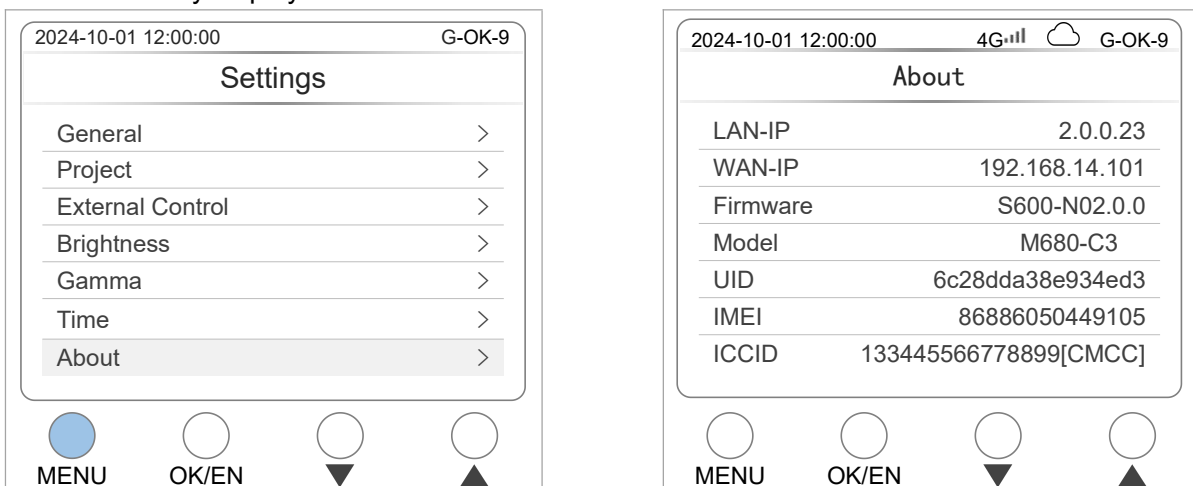 2024-10-01 12:00:00 G-OK-9
Settings
General >
Project >
External Control >
Brightness >
Gamma >
Time >
About >
MENU OK/EN ▼ ▲
2024-10-01 12:00:00 4G G-OK-9
About
LAN-IP 2.0.0.23
WAN-IP 192.168.14.101
Firmware S600-N02.0.0
Model M680-C3
UID 6c28dda38e934ed3
IMEI 86886050449105
ICCID 133445566778899[CMCC]
MENU OK/EN ▼ ▲